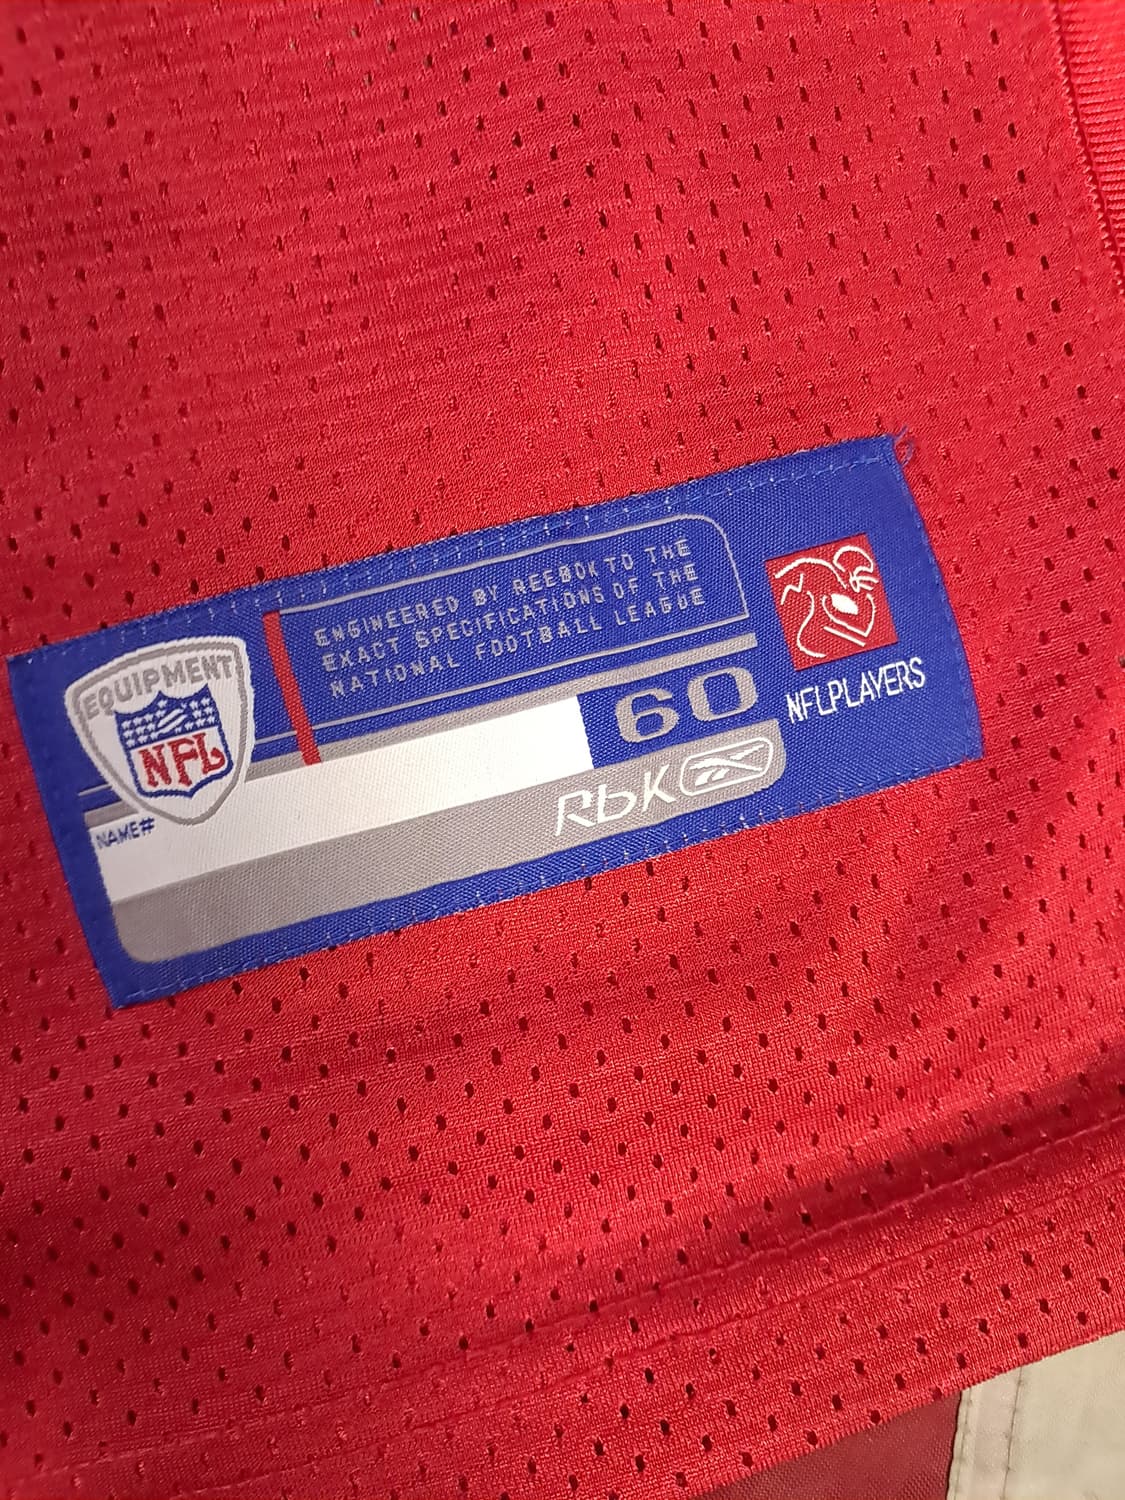 ENGINEERED BY REEBOK TO THE
EXACT SPECIFICATIONS OF THE
NATIONAL FOOTBALL LEAGUE
EQUIPMENT
NFL
NAME#
60
RbK
NFLPLAYERS